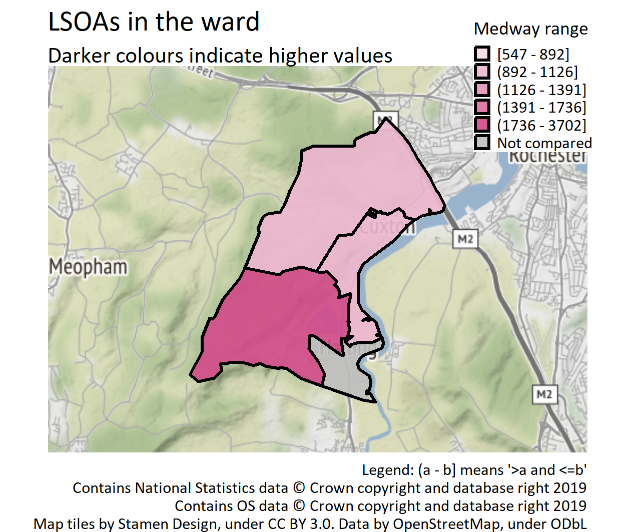 LSOAs in the ward
Darker colours indicate higher values
Medway range
[547 - 892]
(892 - 1126]
(1126 - 1391]
(1391 - 1736]
(1736 - 3702]
Not compared
M2
Rochester
Cuxton
M2
Meopham
M2
Legend: (a - b] means '>a and <=b'
Contains National Statistics data © Crown copyright and database right 2019
Contains OS data © Crown copyright and database right 2019
Map tiles by Stamen Design, under CC BY 3.0. Data by OpenStreetMap, under ODbL